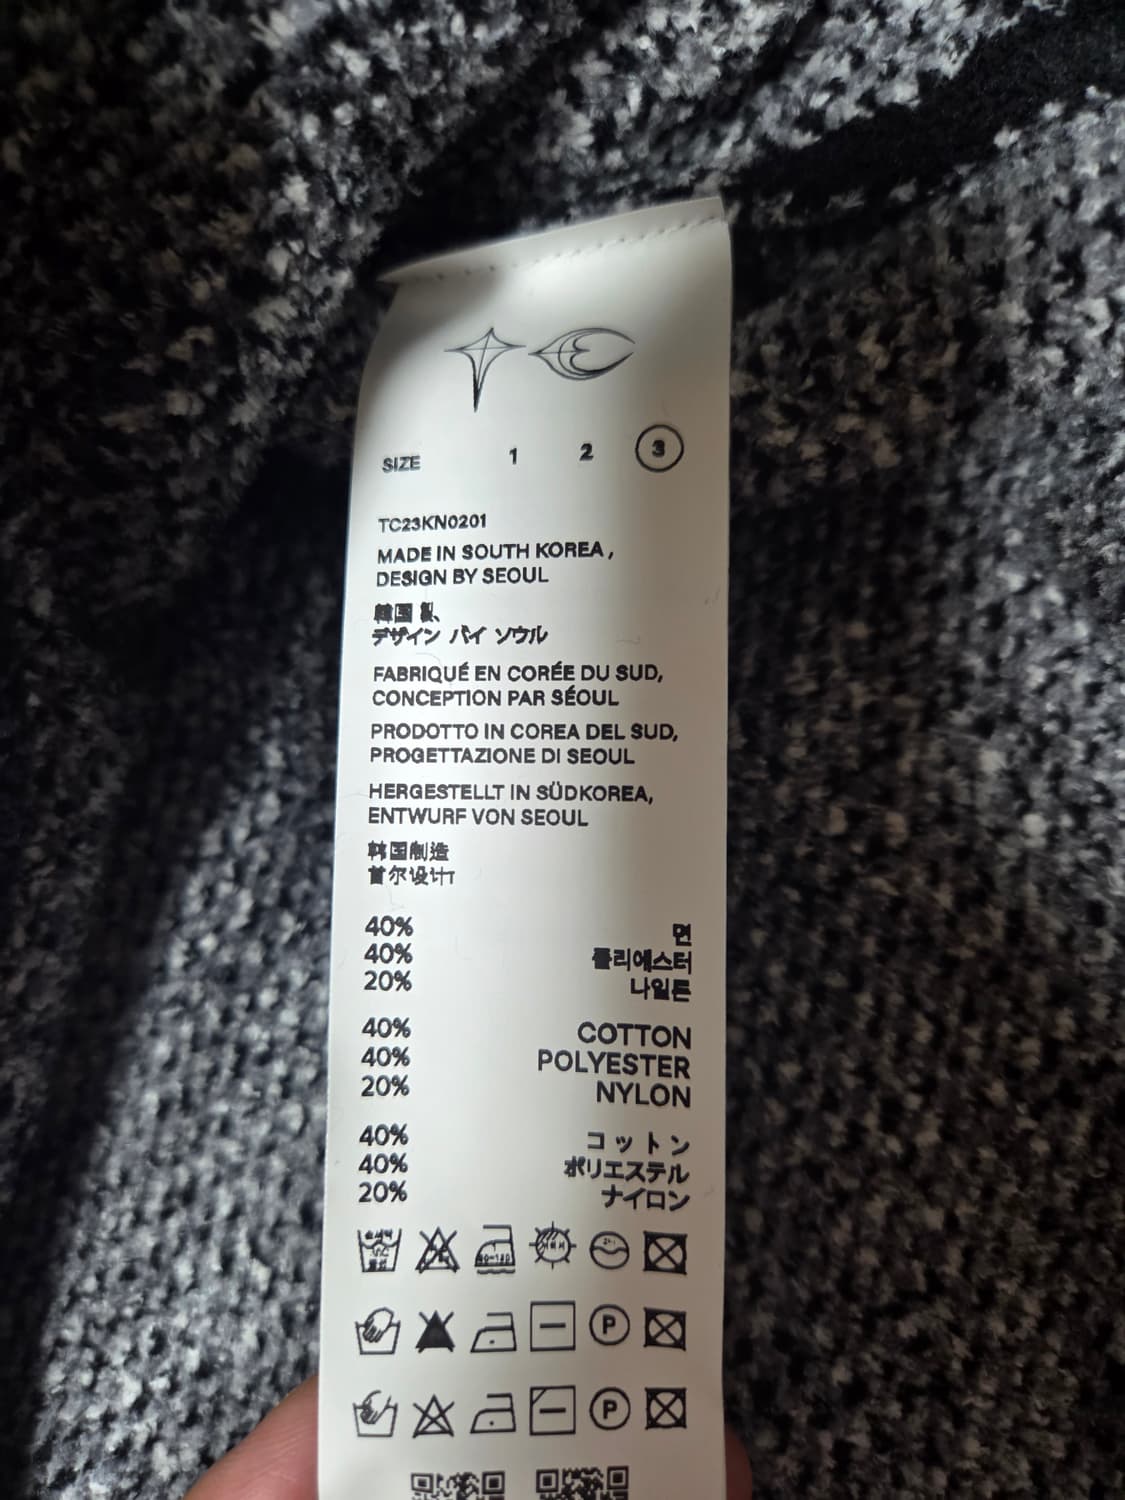 SIZE 1 2 3
TC23KN0201
MADE IN SOUTH KOREA,
DESIGN BY SEOUL
韓国 製、
デザイン バイ ソウル
FABRIQUÉ EN CORÉE DU SUD,
CONCEPTION PAR SÉOUL
PRODOTTO IN COREA DEL SUD,
PROGETTAZIONE DI SEOUL
HERGESTELLT IN SÜDKOREA,
ENTWURF VON SEOUL
韩国制造
首尔设计
40% 면
40% 폴리에스터
20% 나일론
40% COTTON
40% POLYESTER
20% NYLON
40% コットン
40% ポリエステル
20% ナイロン
P
P